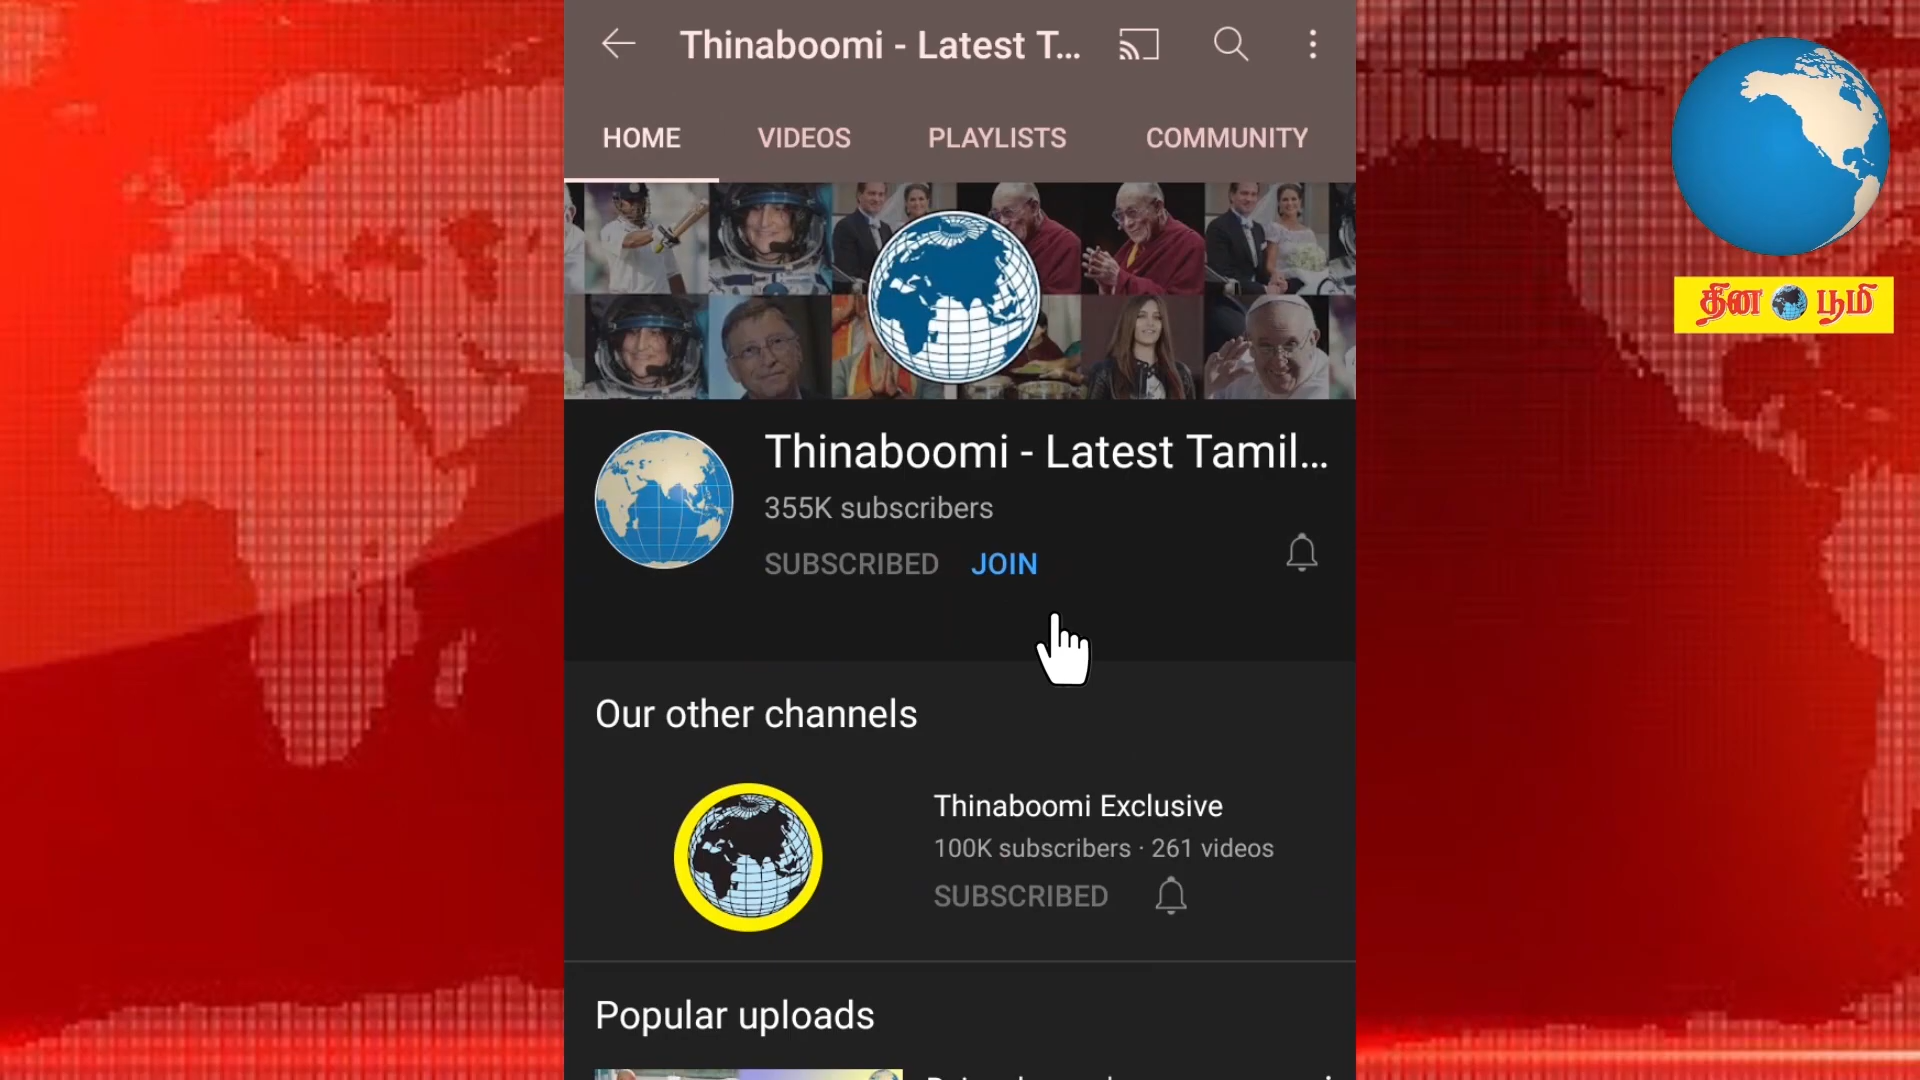 Thinaboomi - Latest T...
HOME VIDEOS PLAYLISTS COMMUNITY
தின பூமி
Thinaboomi - Latest Tamil...
355K subscribers
SUBSCRIBED JOIN
Our other channels
Thinaboomi Exclusive
100K subscribers · 261 videos
SUBSCRIBED
Popular uploads